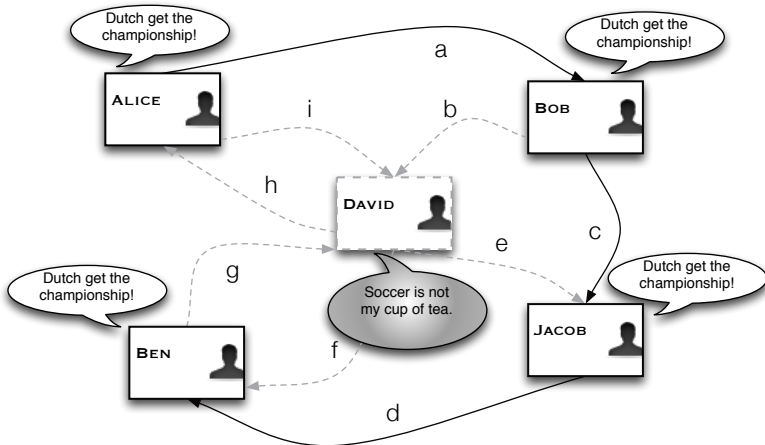 Dutch get the
championship!
Dutch get the
championship!
a
ALICE
BOB
i
b
h
DAVID
c
g
e
Dutch get the
championship!
Dutch get the
championship!
Soccer is not
my cup of tea.
JACOB
BEN
f
d